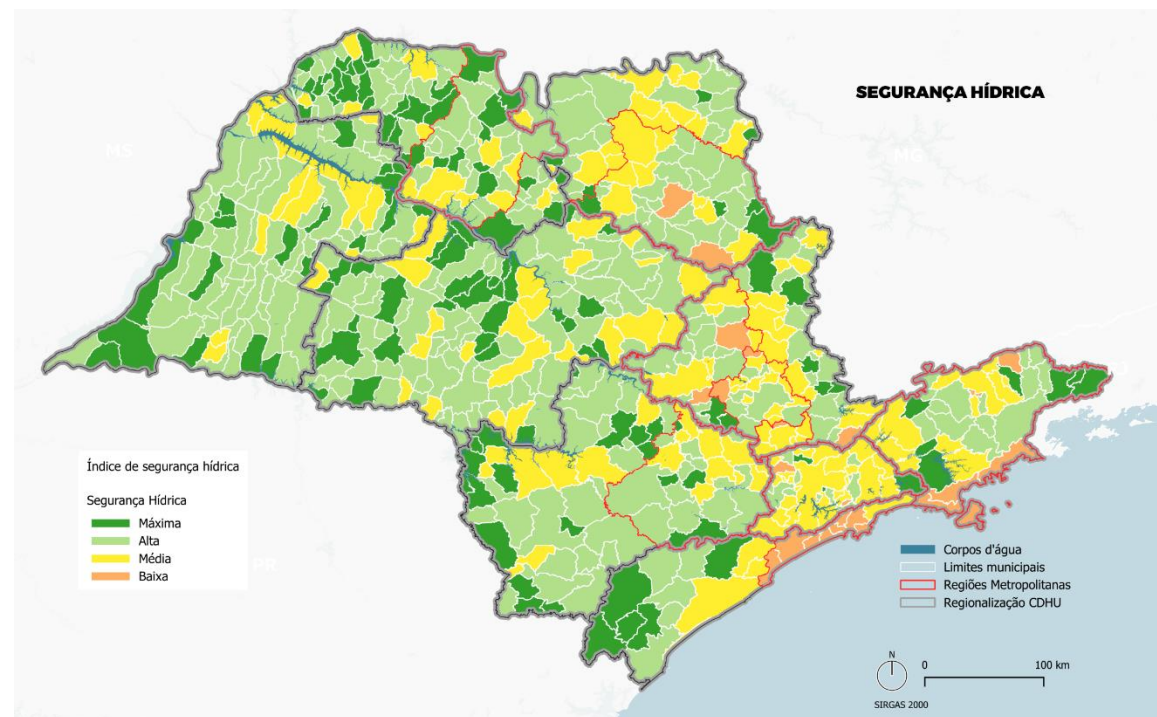 SEGURANÇA HÍDRICA
MS
MG
PR
Índice de segurança hídrica
Segurança Hídrica
Máxima
Alta
Média
Baixa
Corpos d'água
Limites municipais
Regiões Metropolitanas
Regionalização CDHU
N
0
100 km
SIRGAS 2000